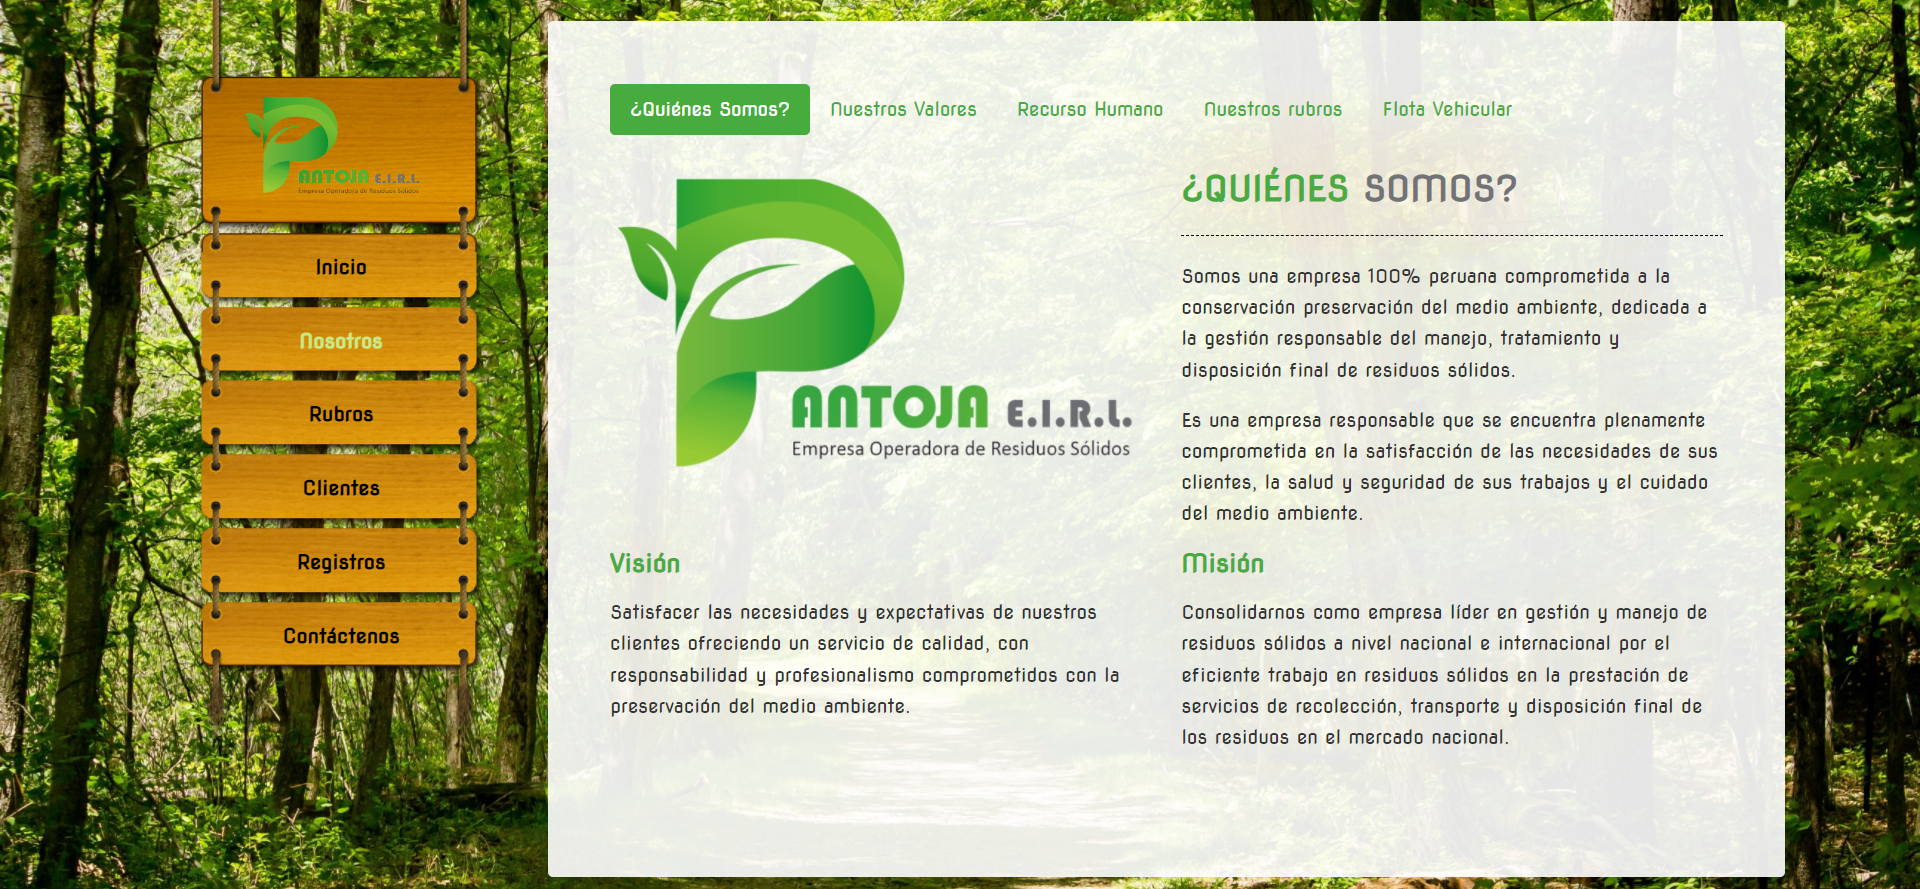 ANTOJA E.I.R.L.
Empresa Operadora de Residuos Sólidos
Inicio
Nosotros
Rubros
Clientes
Registros
Contáctenos
¿Quiénes Somos? Nuestros Valores Recurso Humano Nuestros rubros Flota Vehicular
PANTOJA E.I.R.L.
Empresa Operadora de Residuos Sólidos
¿QUIÉNES SOMOS?
Somos una empresa 100% peruana comprometida a la
conservación preservación del medio ambiente, dedicada a
la gestión responsable del manejo, tratamiento y
disposición final de residuos sólidos.
Es una empresa responsable que se encuentra plenamente
comprometida en la satisfacción de las necesidades de sus
clientes, la salud y seguridad de sus trabajos y el cuidado
del medio ambiente.
Visión
Satisfacer las necesidades y expectativas de nuestros
clientes ofreciendo un servicio de calidad, con
responsabilidad y profesionalismo comprometidos con la
preservación del medio ambiente.
Misión
Consolidarnos como empresa líder en gestión y manejo de
residuos sólidos a nivel nacional e internacional por el
eficiente trabajo en residuos sólidos en la prestación de
servicios de recolección, transporte y disposición final de
los residuos en el mercado nacional.